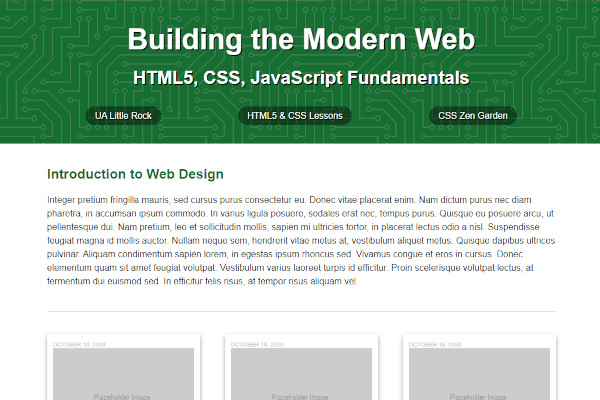 Building the Modern Web
HTML5, CSS, JavaScript Fundamentals
UA Little Rock HTML5 & CSS Lessons CSS Zen Garden
Introduction to Web Design
Integer pretium fringilla mauris, sed cursus purus consectetur eu. Donec vitae placerat enim. Nam dictum purus nec diam
pharetra, in accumsan ipsum commodo. In varius ligula posuere, sodales erat nec, tempus purus. Quisque eu posuere arcu, ut
pellentesque dui. Nam pretium, leo et sollicitudin mollis, sapien mi ultricies tortor, in placerat lectus odio a nisl. Suspendisse
feugiat magna id mollis auctor. Nullam neque sem, hendrerit vitae metus at, vestibulum aliquet metus. Quisque dapibus ultrices
pulvinar. Aliquam condimentum sapien lorem, in egestas ipsum rhoncus sed. Vivamus congue et eros in cursus. Donec
elementum quam sit amet feugiat volutpat. Vestibulum varius laoreet turpis id efficitur. Proin scelerisque volutpat lectus, at
fermentum dui euismod sed. In efficitur felis risus, at tempor risus aliquam vel.
OCTOBER 18, 2020 OCTOBER 18, 2020 OCTOBER 18, 2020
Placeholder Image Placeholder Image Placeholder Image